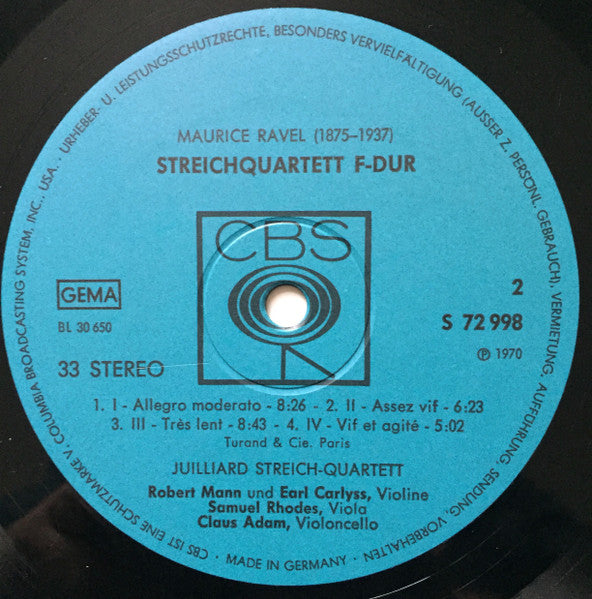 URHEBER- U. LEISTUNGSSCHUTZRECHTE, BESONDERS VERVIELFÄLTIGUNG (AUSSER Z. PERSÖNL. GEBRAUCH), VERMIETUNG, AUFFÜHRUNG, SENDUNG, VORBEHALTEN
MAURICE RAVEL (1875–1937)
STREICHQUARTETT F-DUR
CBS
GEMA
BL 30 650
33 STEREO
2
S 72 998
℗ 1970
1. I - Allegro moderato - 8:26 - 2. II - Assez vif - 6:23
3. III - Très lent - 8:43 - 4. IV - Vif et agité - 5:02
Turand & Cie. Paris
JUILLIARD STREICH-QUARTETT
Robert Mann und Earl Carlyss, Violine
Samuel Rhodes, Viola
Claus Adam, Violoncello
MADE IN GERMANY
CBS IST EINE SCHUTZMARKE V. COLUMBIA BROADCASTING SYSTEM, INC., USA.